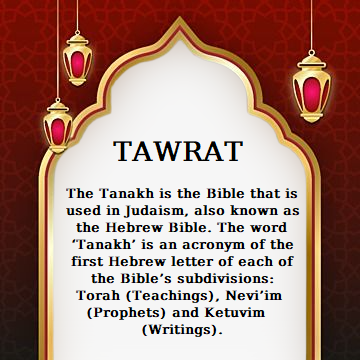 TAWRAT
The Tanakh is the Bible that is
used in Judaism, also known as
the Hebrew Bible. The word
‘Tanakh’ is an acronym of the
first Hebrew letter of each of
the Bible’s subdivisions:
Torah (Teachings), Nevi’im
(Prophets) and Ketuvim
(Writings).